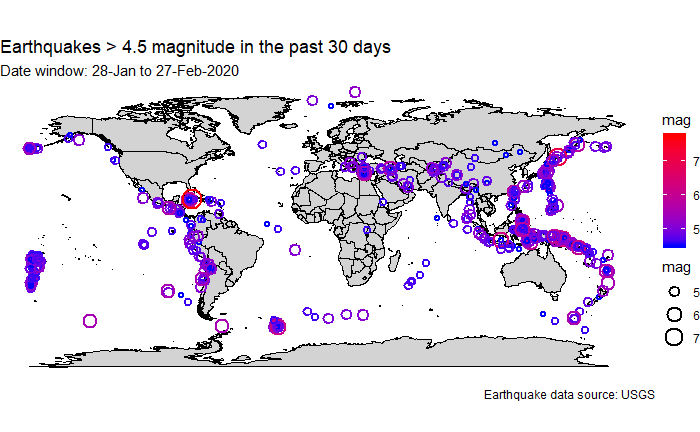 Earthquakes > 4.5 magnitude in the past 30 days
Date window: 28-Jan to 27-Feb-2020
mag
7
6
5
mag
5
6
7
Earthquake data source: USGS